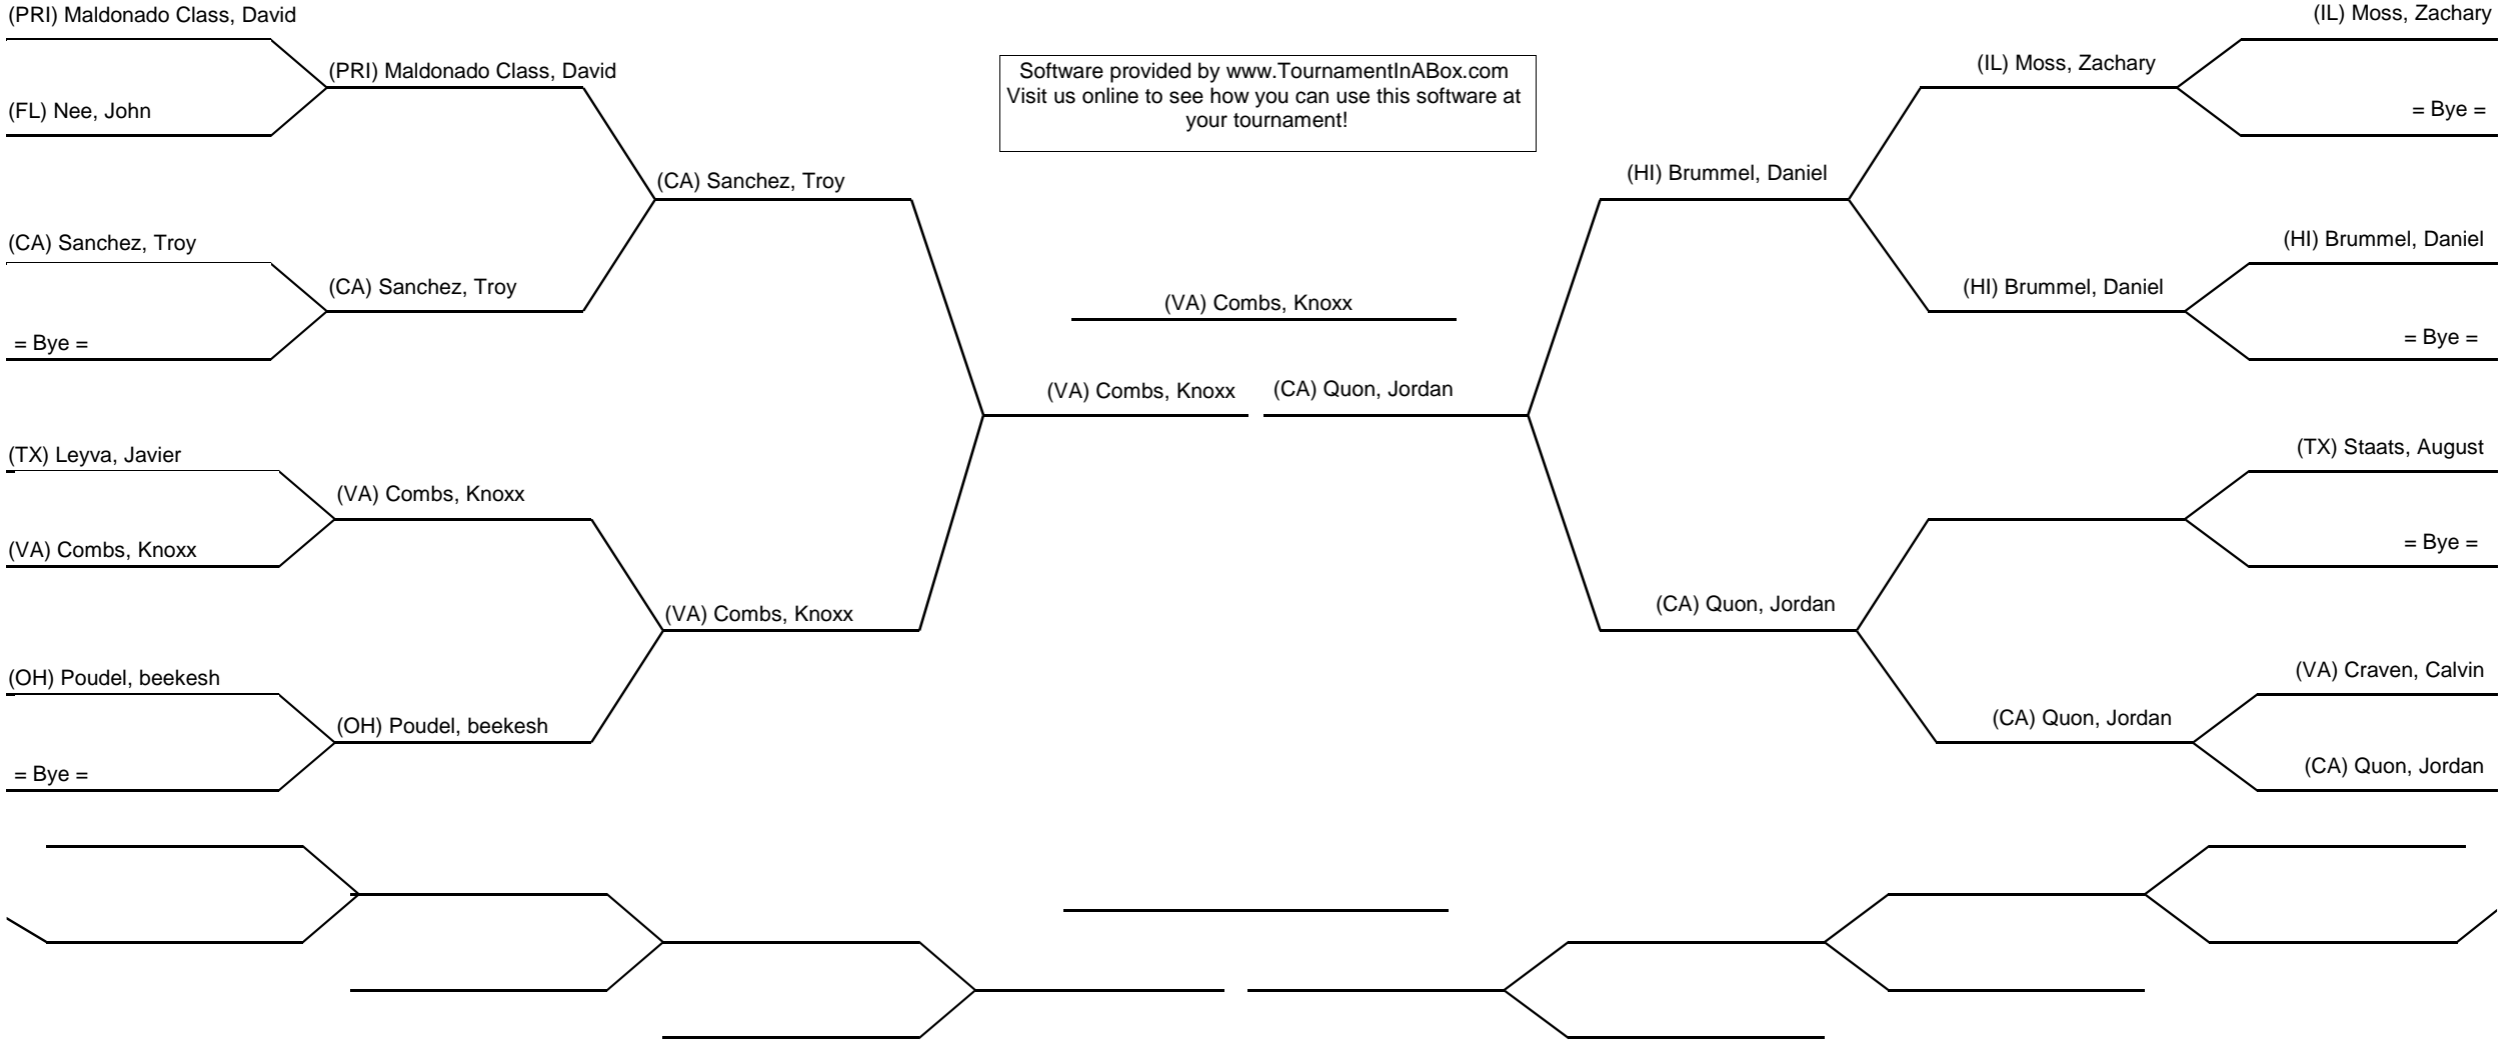 (PRI) Maldonado Class, David
(IL) Moss, Zachary
(PRI) Maldonado Class, David
Software provided by www.TournamentInABox.com
Visit us online to see how you can use this software at
your tournament!
(IL) Moss, Zachary
(FL) Nee, John
= Bye =
(CA) Sanchez, Troy
(HI) Brummel, Daniel
(CA) Sanchez, Troy
(HI) Brummel, Daniel
(CA) Sanchez, Troy
(VA) Combs, Knoxx
(HI) Brummel, Daniel
= Bye =
= Bye =
(VA) Combs, Knoxx
(CA) Quon, Jordan
(TX) Leyva, Javier
(TX) Staats, August
(VA) Combs, Knoxx
(VA) Combs, Knoxx
= Bye =
(VA) Combs, Knoxx
(CA) Quon, Jordan
(OH) Poudel, beekesh
(VA) Craven, Calvin
(OH) Poudel, beekesh
(CA) Quon, Jordan
= Bye =
(CA) Quon, Jordan